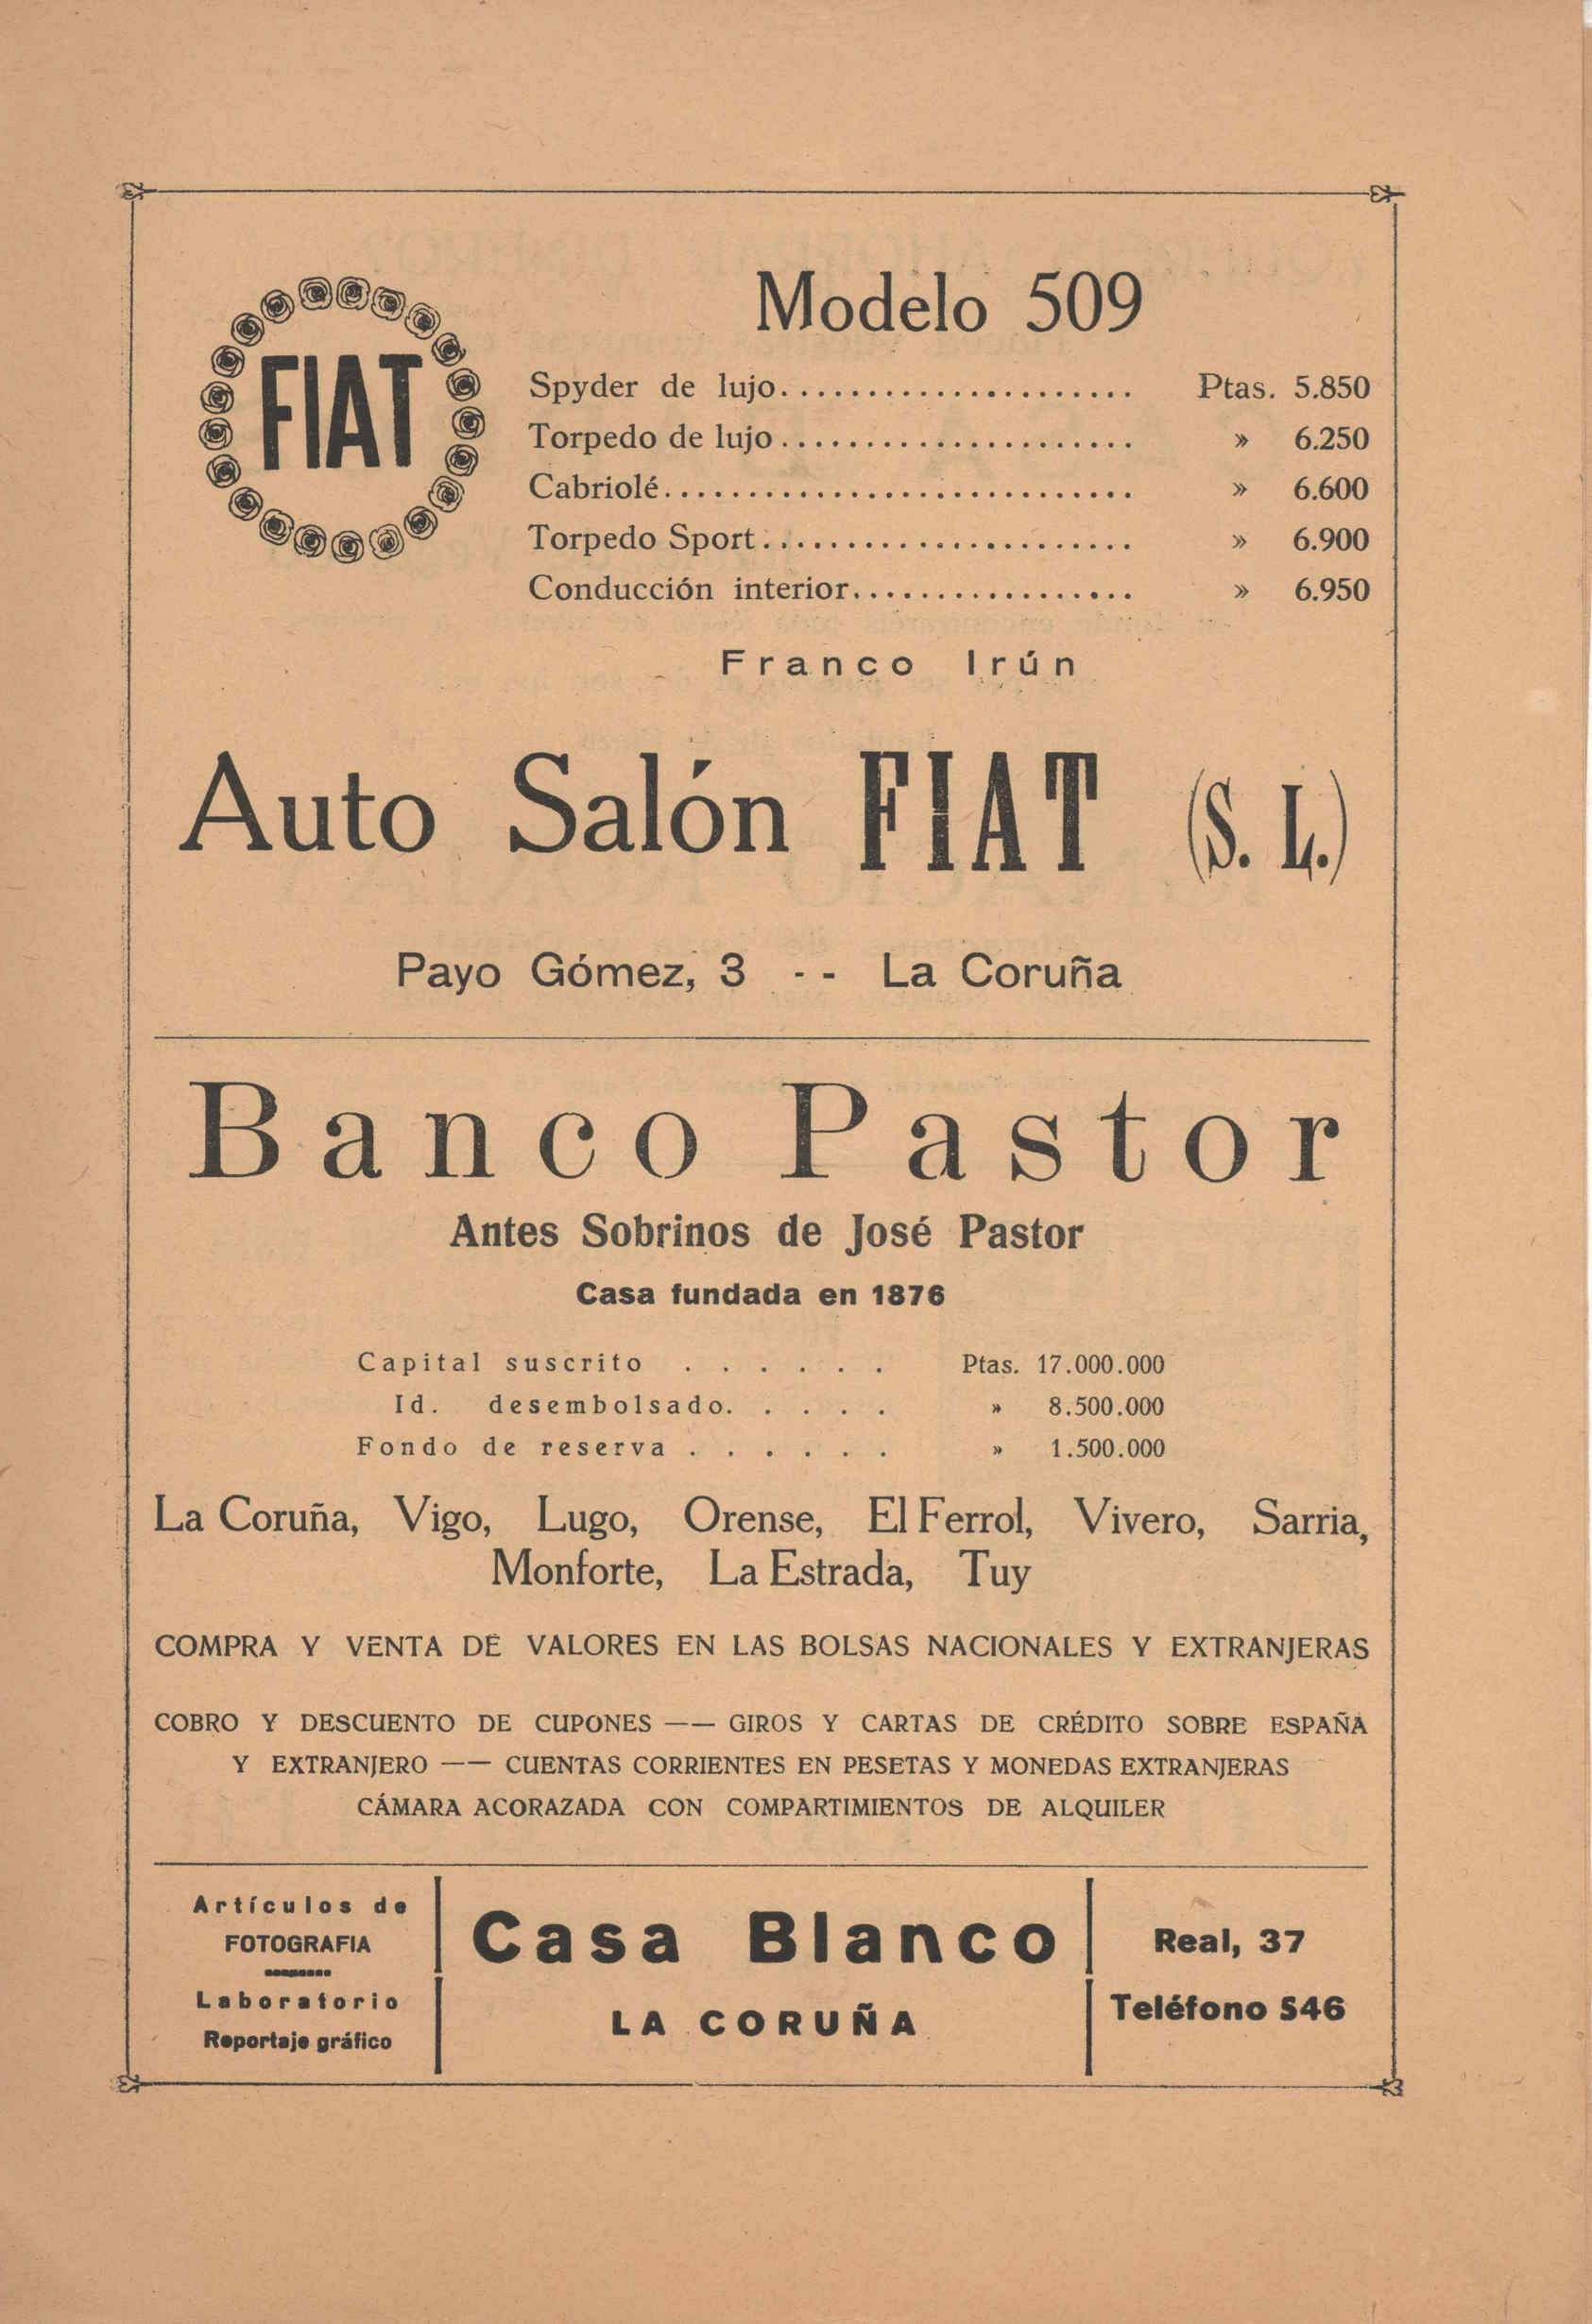 FIAT
Modelo 509
Spyder de lujo..................... Ptas. 5.850
Torpedo de lujo..................... » 6.250
Cabriolé............................ » 6.600
Torpedo Sport....................... » 6.900
Conducción interior................. » 6.950
Franco Irún
Auto Salón FIAT (S. L.)
Payo Gómez, 3 -- La Coruña
Banco Pastor
Antes Sobrinos de José Pastor
Casa fundada en 1876
Capital suscrito . . . . . . Ptas. 17.000.000
Id. desembolsado. . . . . » 8.500.000
Fondo de reserva . . . . . . » 1.500.000
La Coruña, Vigo, Lugo, Orense, El Ferrol, Vivero, Sarria,
Monforte, La Estrada, Tuy
COMPRA Y VENTA DE VALORES EN LAS BOLSAS NACIONALES Y EXTRANJERAS
COBRO Y DESCUENTO DE CUPONES —— GIROS Y CARTAS DE CRÉDITO SOBRE ESPAÑA
Y EXTRANJERO —— CUENTAS CORRIENTES EN PESETAS Y MONEDAS EXTRANJERAS
CÁMARA ACORAZADA CON COMPARTIMIENTOS DE ALQUILER
Artículos de
FOTOGRAFIA
Laboratorio
Reportaje gráfico
Casa Blanco
LA CORUÑA
Real, 37
Teléfono 546